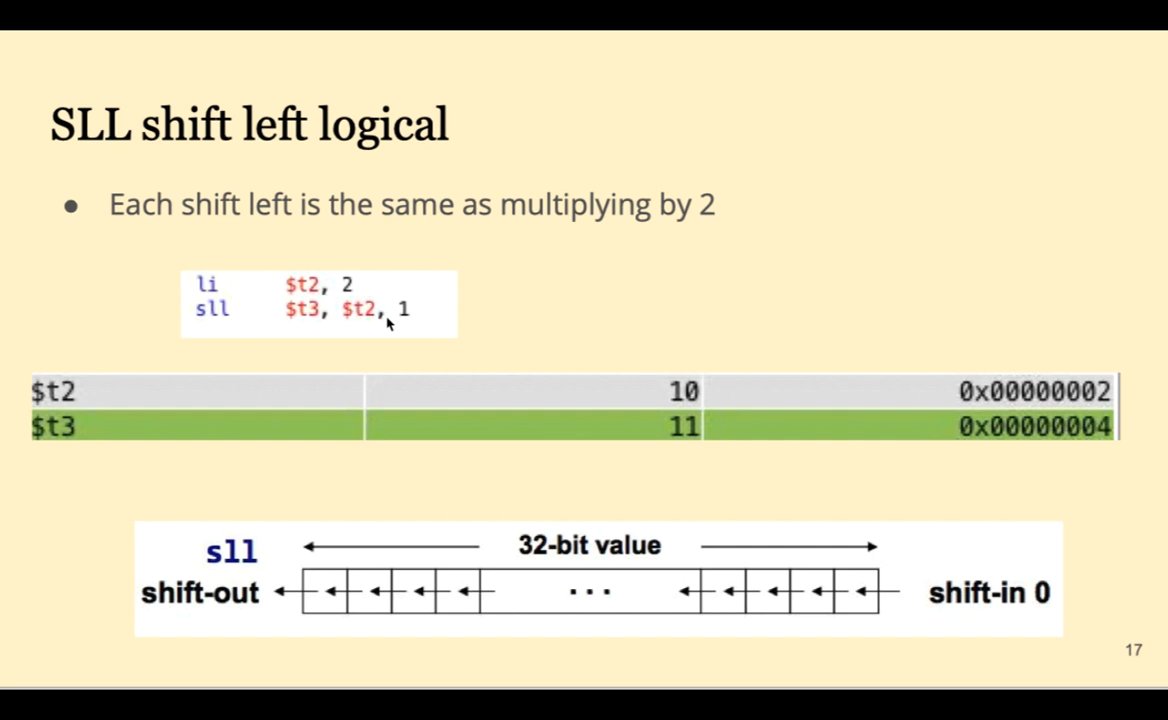 SLL shift left logical
● Each shift left is the same as multiplying by 2
li $t2, 2
sll $t3, $t2, 1
$t2 10 0x00000002
$t3 11 0x00000004
sll 32-bit value
shift-out ... shift-in 0
17